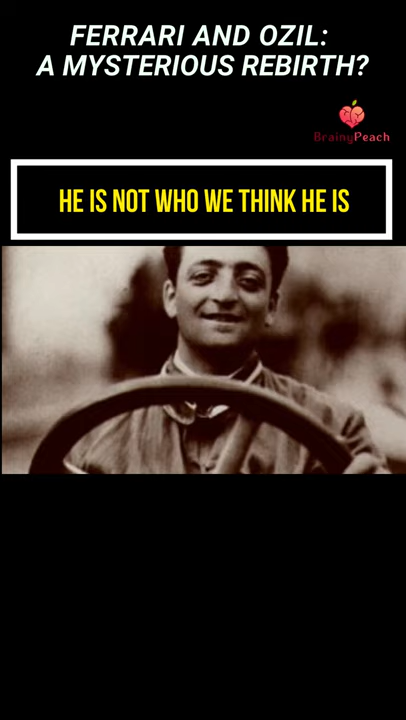 FERRARI AND OZIL:
A MYSTERIOUS REBIRTH?
BrainyPeach
HE IS NOT WHO WE THINK HE IS